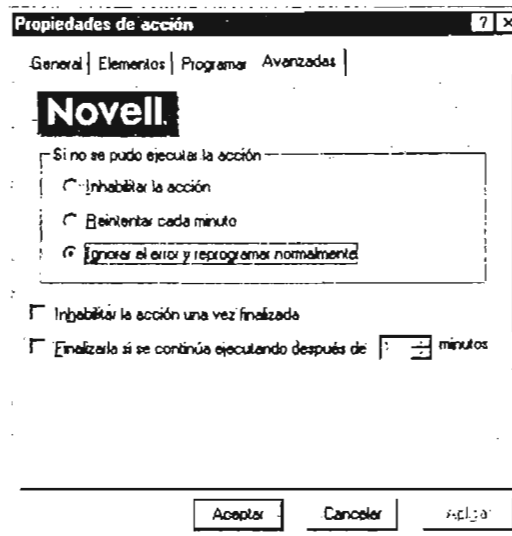 Propiedades de acción ? ×
General Elementos Programar Avanzadas
Novell.
Si no se pudo ejecutar la acción
Inhabilitar la acción
Reintentar cada minuto
Ignorar el error y reprogramar normalmente
Inhabilitar la acción una vez finalizada
Finalizarla si se continúa ejecutando después de minutos
Aceptar Cancelar Aplicar